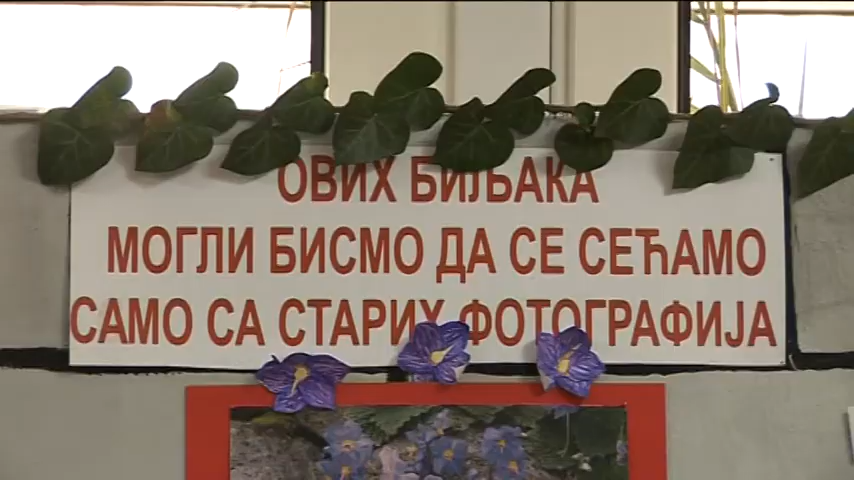 ОВИХ БИЉАКА
МОГЛИ БИСМО ДА СЕ СЕЋАМО
САМО СА СТАРИХ ФОТОГРАФИЈА